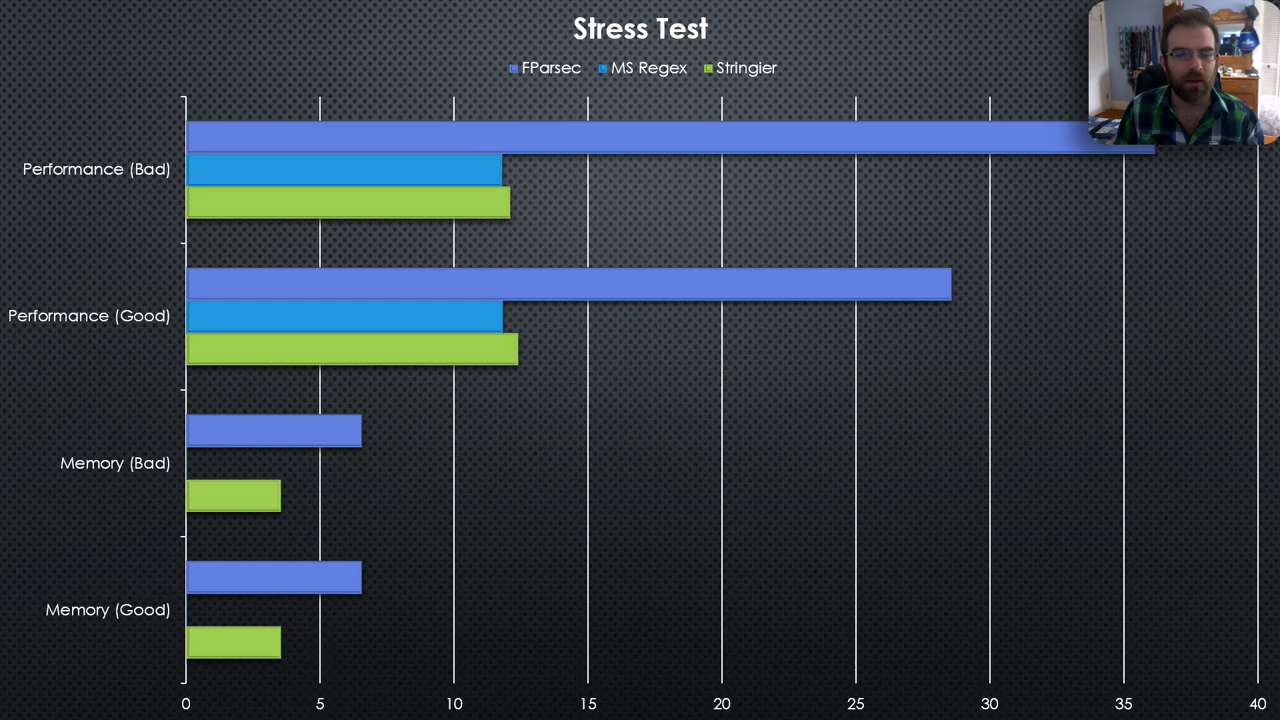 Stress Test
FParsec MS Regex Stringier
Performance (Bad)
Performance (Good)
Memory (Bad)
Memory (Good)
0 5 10 15 20 25 30 35 40